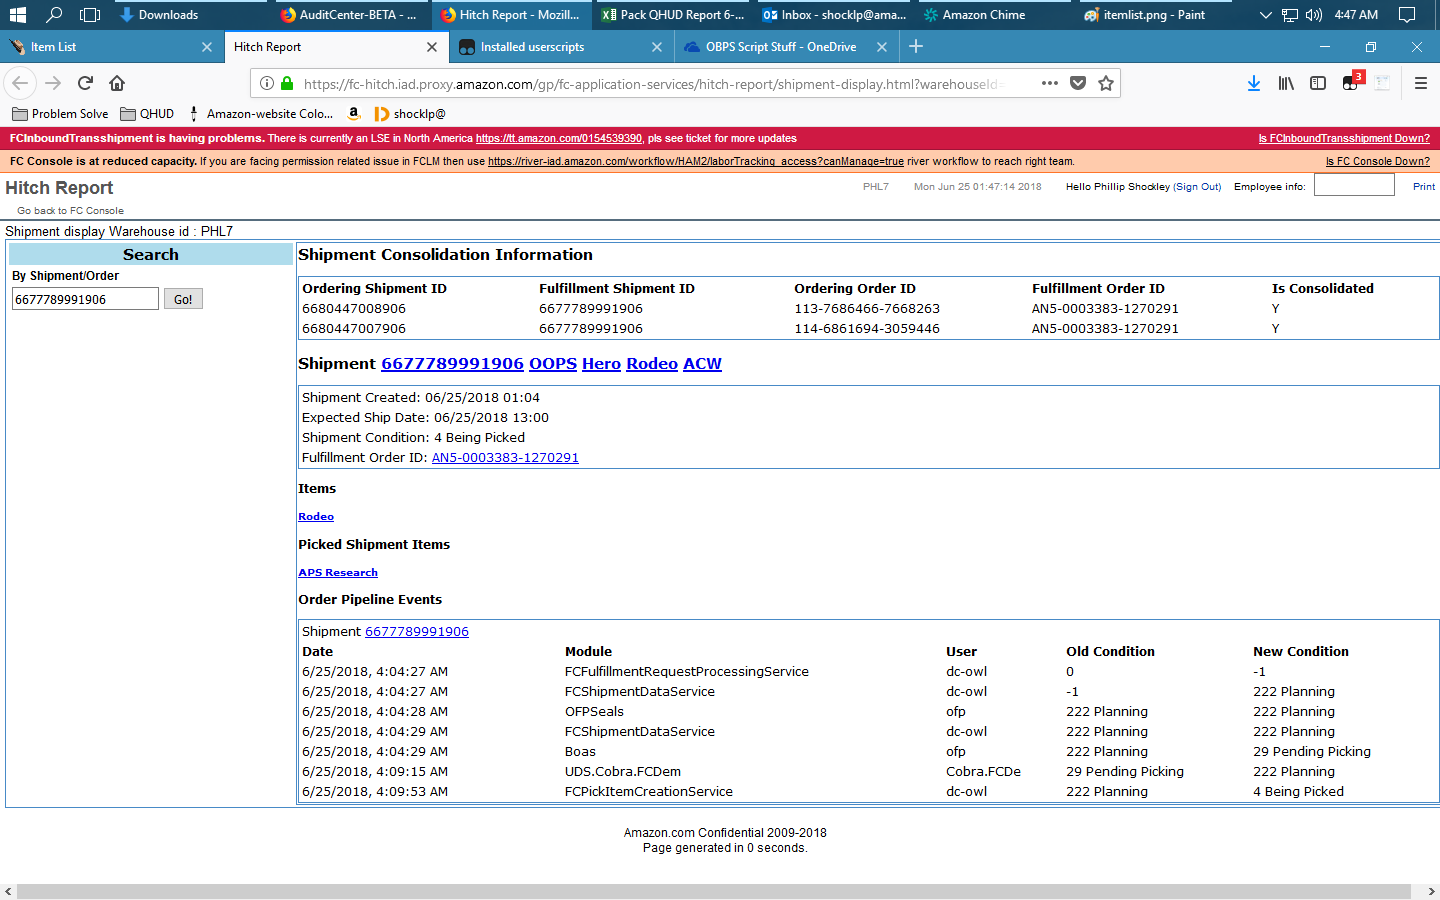 Downloads
AuditCenter-BETA - ...
Hitch Report - Mozill...
Pack QHUD Report 6-...
Inbox - shocklp@ama...
Amazon Chime
itemlist.png - Paint
4:47 AM
Item List
Hitch Report
Installed userscripts
OBPS Script Stuff - OneDrive
https://fc-hitch.iad.proxy.amazon.com/gp/fc-application-services/hitch-report/shipment-display.html?warehouseId=
3
Problem Solve
QHUD
Amazon-website Colo...
shocklp@
FCInboundTransshipment is having problems. There is currently an LSE in North America https://tt.amazon.com/0154539390, pls see ticket for more updates
Is FCInboundTransshipment Down?
FC Console is at reduced capacity. If you are facing permission related issue in FCLM then use https://river-iad.amazon.com/workflow/HAM2/laborTracking_access?canManage=true river workflow to reach right team.
Is FC Console Down?
Hitch Report
PHL7
Mon Jun 25 01:47:14 2018
Hello Phillip Shockley (Sign Out)
Employee info:
Print
Go back to FC Console
Shipment display Warehouse id : PHL7
Search
By Shipment/Order
6677789991906
Go!
Shipment Consolidation Information
Ordering Shipment ID Fulfillment Shipment ID Ordering Order ID Fulfillment Order ID Is Consolidated
6680447008906 6677789991906 113-7686466-7668263 AN5-0003383-1270291 Y
6680447007906 6677789991906 114-6861694-3059446 AN5-0003383-1270291 Y
Shipment 6677789991906 OOPS Hero Rodeo ACW
Shipment Created: 06/25/2018 01:04
Expected Ship Date: 06/25/2018 13:00
Shipment Condition: 4 Being Picked
Fulfillment Order ID: AN5-0003383-1270291
Items
Rodeo
Picked Shipment Items
APS Research
Order Pipeline Events
Shipment 6677789991906
Date Module User Old Condition New Condition
6/25/2018, 4:04:27 AM FCFulfillmentRequestProcessingService dc-owl 0 -1
6/25/2018, 4:04:27 AM FCShipmentDataService dc-owl -1 222 Planning
6/25/2018, 4:04:28 AM OFPSeals ofp 222 Planning 222 Planning
6/25/2018, 4:04:29 AM FCShipmentDataService dc-owl 222 Planning 222 Planning
6/25/2018, 4:04:29 AM Boas ofp 222 Planning 29 Pending Picking
6/25/2018, 4:09:15 AM UDS.Cobra.FCDem Cobra.FCDe 29 Pending Picking 222 Planning
6/25/2018, 4:09:53 AM FCPickItemCreationService dc-owl 222 Planning 4 Being Picked
Amazon.com Confidential 2009-2018
Page generated in 0 seconds.